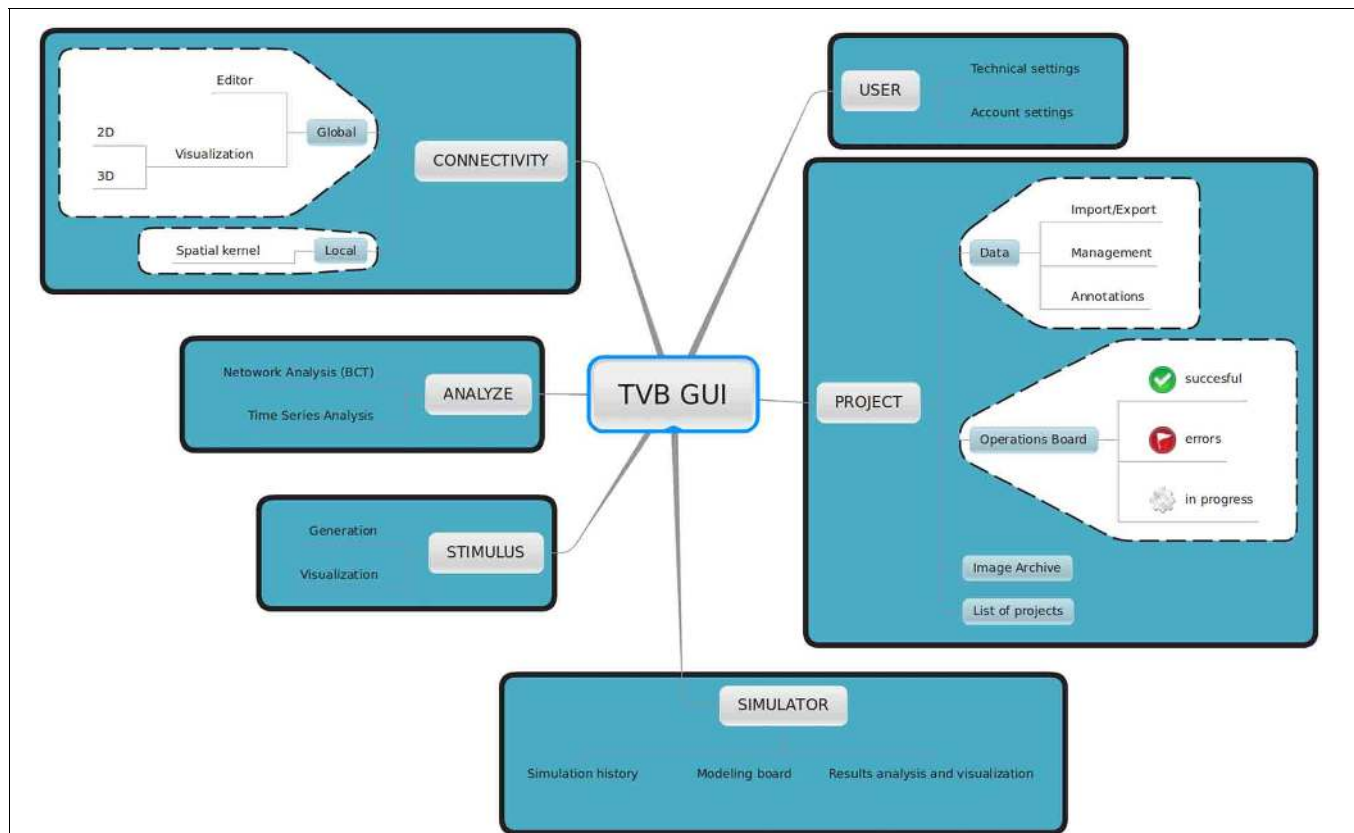 TVB GUI
CONNECTIVITY
Global
Editor
Visualization
2D
3D
Local
Spatial kernel
USER
Technical settings
Account settings
PROJECT
Data
Import/Export
Management
Annotations
Operations Board
succesful
errors
in progress
Image Archive
List of projects
ANALYZE
Netowork Analysis (BCT)
Time Series Analysis
STIMULUS
Generation
Visualization
SIMULATOR
Simulation history
Modeling board
Results analysis and visualization